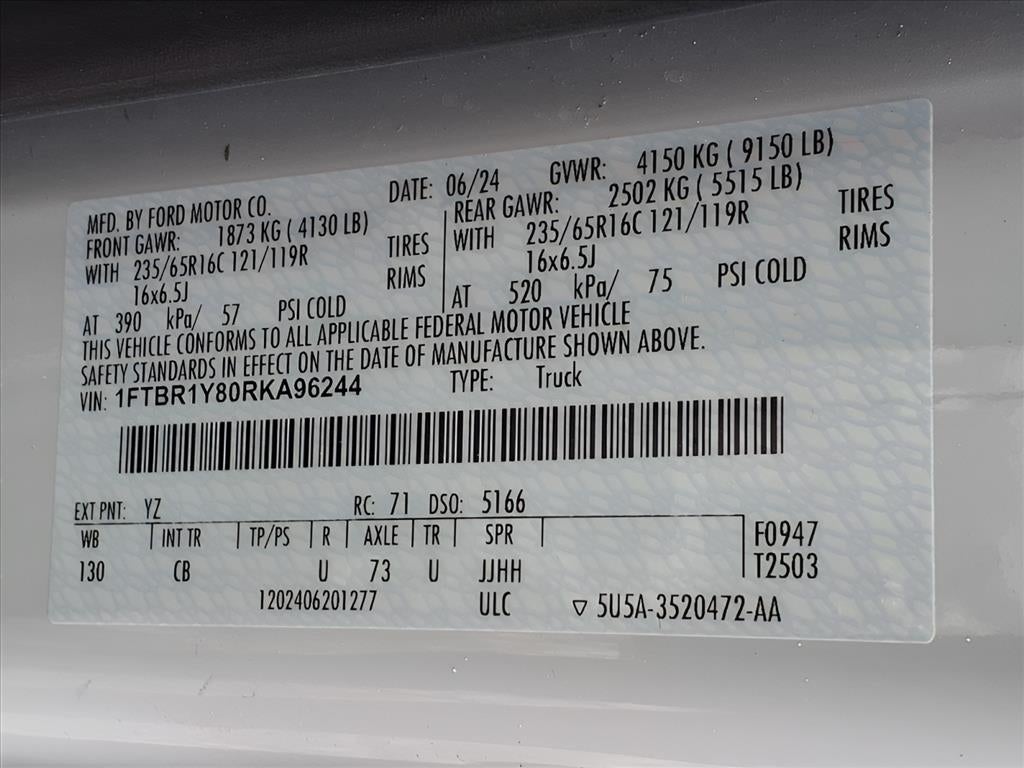 MFD. BY FORD MOTOR CO. DATE: 06/24 GVWR: 4150 KG ( 9150 LB)
FRONT GAWR: 1873 KG ( 4130 LB) REAR GAWR: 2502 KG ( 5515 LB)
WITH 235/65R16C 121/119R TIRES WITH 235/65R16C 121/119R TIRES
16x6.5J RIMS 16x6.5J RIMS
AT 390 kPa/ 57 PSI COLD AT 520 kPa/ 75 PSI COLD
THIS VEHICLE CONFORMS TO ALL APPLICABLE FEDERAL MOTOR VEHICLE
SAFETY STANDARDS IN EFFECT ON THE DATE OF MANUFACTURE SHOWN ABOVE.
VIN: 1FTBR1Y80RKA96244 TYPE: Truck
EXT PNT: YZ RC: 71 DSO: 5166
WB INT TR TP/PS R AXLE TR SPR F0947
130 CB U 73 U JJHH T2503
1202406201277 ULC ▽ 5U5A-3520472-AA